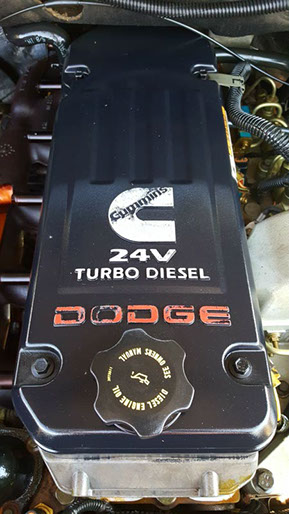 Cummins
24V
TURBO DIESEL
DODGE
SEE OWNERS MANUAL
DIESEL ENGINE OIL